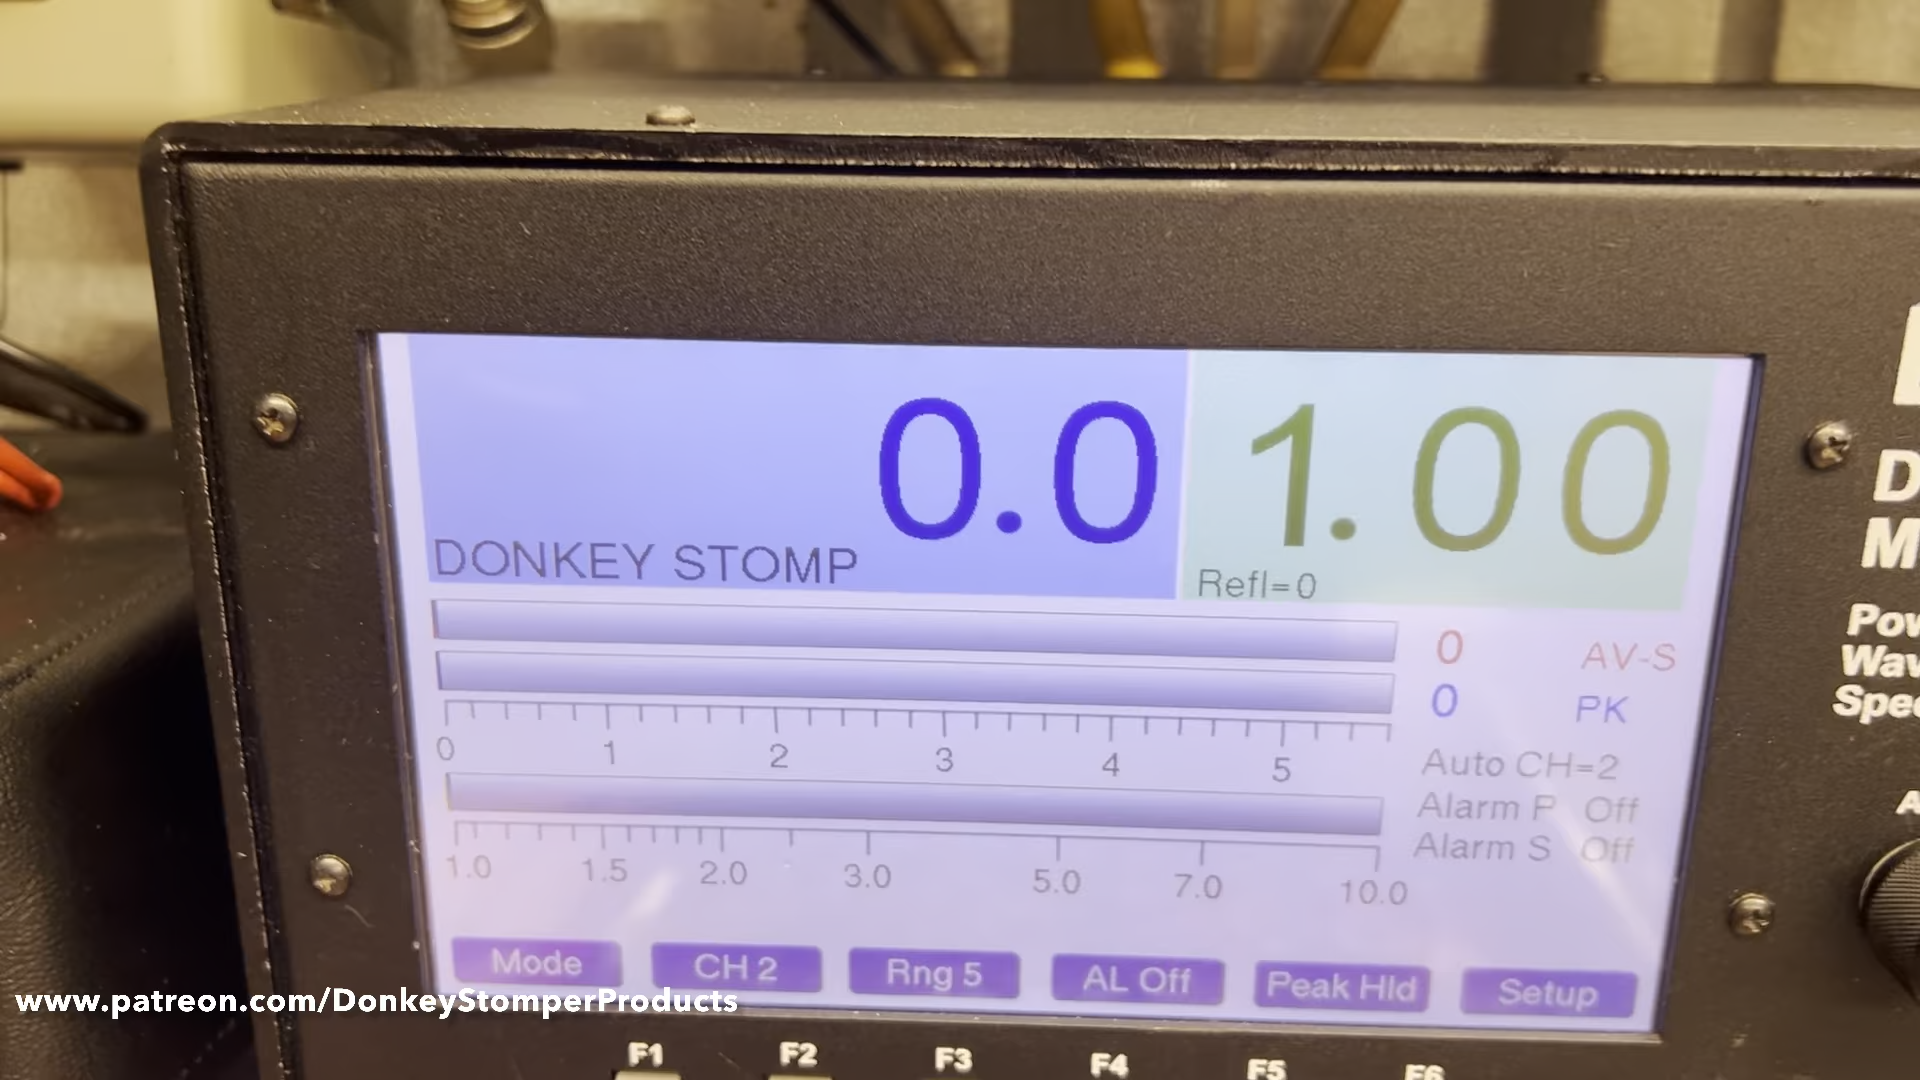 0.0
1.00
DONKEY STOMP
Refl=0
0 AV-S
0 PK
0 1 2 3 4 5
Auto CH=2
Alarm P Off
Alarm S Off
1.0 1.5 2.0 3.0 5.0 7.0 10.0
Mode CH 2 Rng 5 AL Off Peak Hld Setup
www.patreon.com/DonkeyStomperProducts
F1 F2 F3 F4 F5 F6
D
M
Pow
Wav
Spec
A